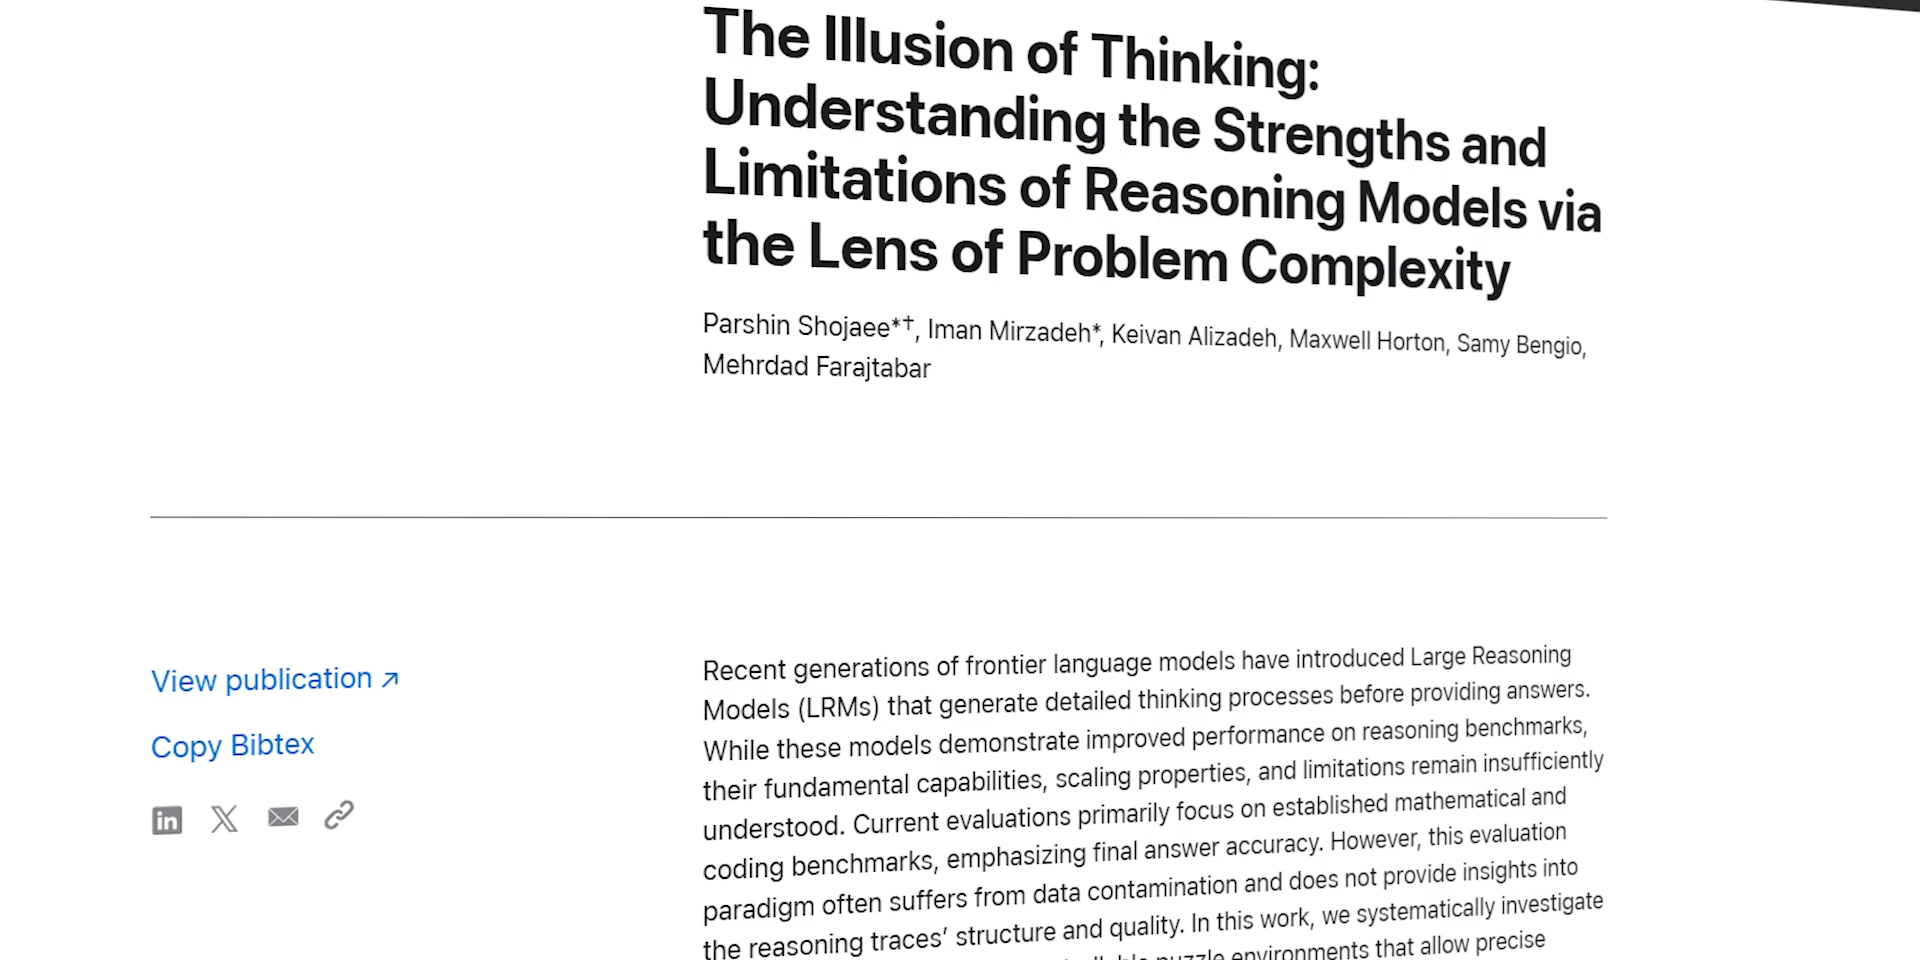 The Illusion of Thinking:
Understanding the Strengths and
Limitations of Reasoning Models via
the Lens of Problem Complexity
Parshin Shojaee*†, Iman Mirzadeh*, Keivan Alizadeh, Maxwell Horton, Samy Bengio,
Mehrdad Farajtabar
View publication ↗
Copy Bibtex
in
X
Recent generations of frontier language models have introduced Large Reasoning
Models (LRMs) that generate detailed thinking processes before providing answers.
While these models demonstrate improved performance on reasoning benchmarks,
their fundamental capabilities, scaling properties, and limitations remain insufficiently
understood. Current evaluations primarily focus on established mathematical and
coding benchmarks, emphasizing final answer accuracy. However, this evaluation
paradigm often suffers from data contamination and does not provide insights into
the reasoning traces’ structure and quality. In this work, we systematically investigate
puzzle environments that allow precise